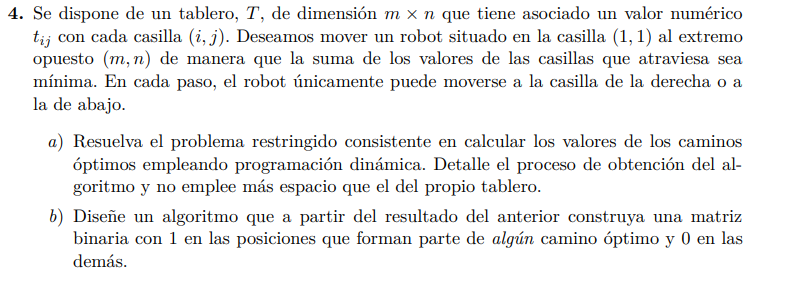 4. Se dispone de un tablero, T, de dimensión m × n que tiene asociado un valor numérico
t_{ij} con cada casilla (i, j). Deseamos mover un robot situado en la casilla (1, 1) al extremo
opuesto (m, n) de manera que la suma de los valores de las casillas que atraviesa sea
mínima. En cada paso, el robot únicamente puede moverse a la casilla de la derecha o a
la de abajo.
a) Resuelva el problema restringido consistente en calcular los valores de los caminos
óptimos empleando programación dinámica. Detalle el proceso de obtención del al-
goritmo y no emplee más espacio que el del propio tablero.
b) Diseñe un algoritmo que a partir del resultado del anterior construya una matriz
binaria con 1 en las posiciones que forman parte de algún camino óptimo y 0 en las
demás.